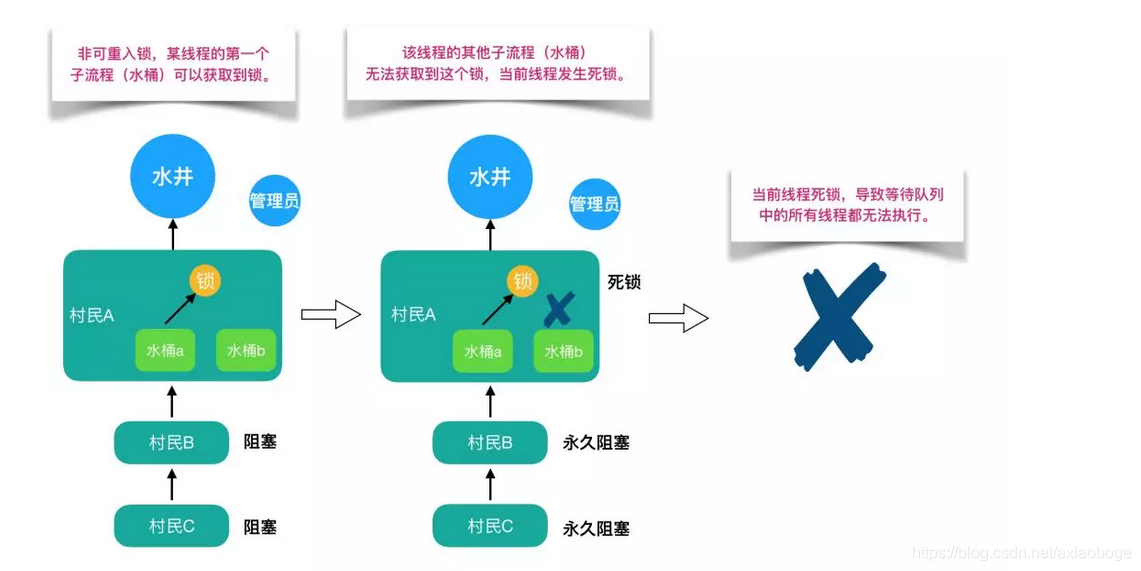 非可重入锁，某线程的第一个
子流程（水桶）可以获取到锁。
水井
管理员
锁
村民A
水桶a
水桶b
村民B
阻塞
村民C
阻塞
该线程的其他子流程（水桶）
无法获取到这个锁，当前线程发生死锁。
水井
管理员
死锁
锁
村民A
水桶a
水桶b
村民B
永久阻塞
村民C
永久阻塞
当前线程死锁，导致等待队列
中的所有线程都无法执行。
https://blog.csdn.net/axiaoboge